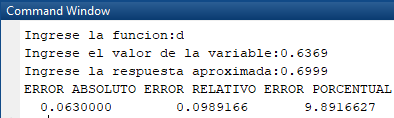 Command Window
Ingrese la funcion:d
Ingrese el valor de la variable:0.6369
Ingrese la respuesta aproximada:0.6999
ERROR ABSOLUTO ERROR RELATIVO ERROR PORCENTUAL
0.0630000 0.0989166 9.8916627